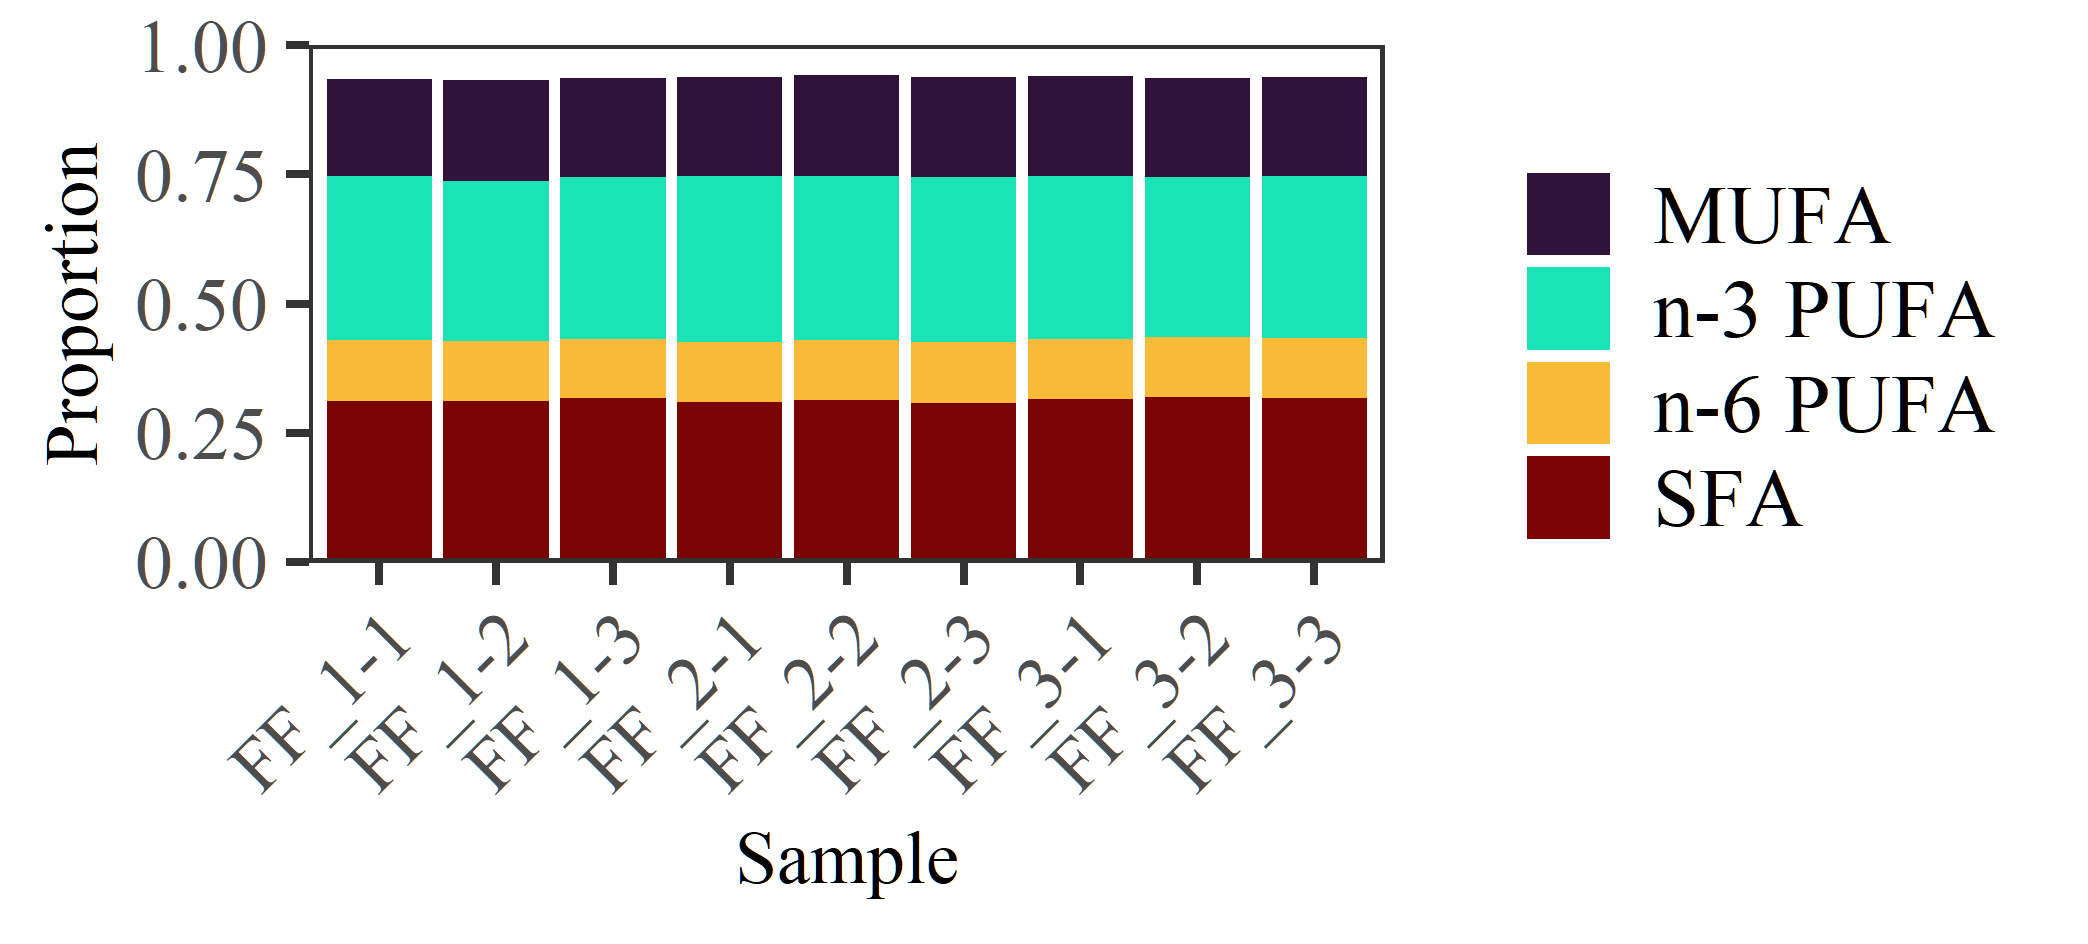 1.00
0.75
0.50
0.25
0.00
Proportion
FF_1-1
FF_1-2
FF_1-3
FF_2-1
FF_2-2
FF_2-3
FF_3-1
FF_3-2
FF_3-3
Sample
MUFA
n-3 PUFA
n-6 PUFA
SFA